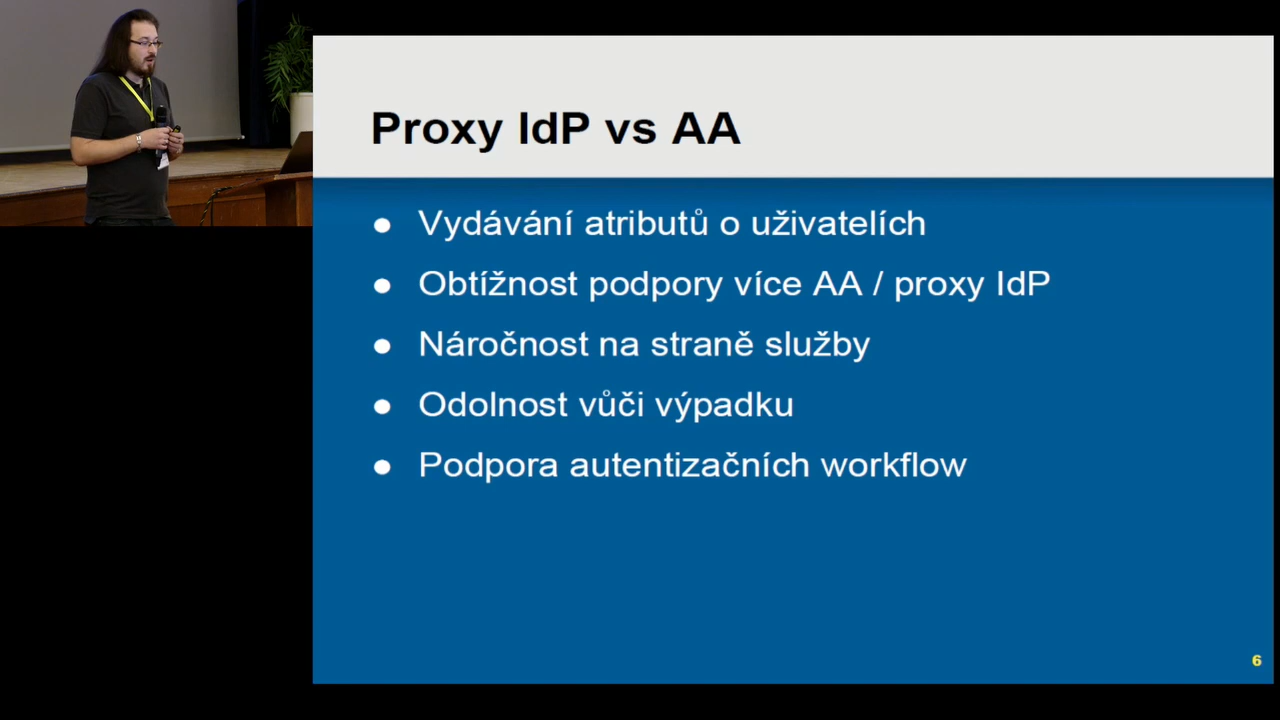 Proxy IdP vs AA
Vydávání atributů o uživatelích
Obtížnost podpory více AA / proxy IdP
Náročnost na straně služby
Odolnost vůči výpadku
Podpora autentizačních workflow
6